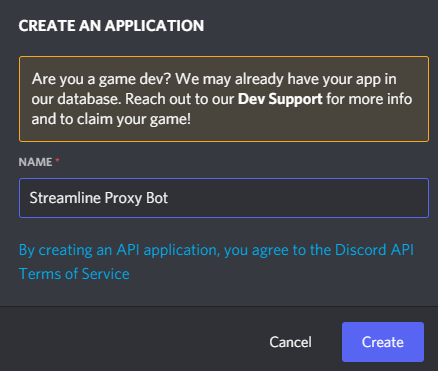 CREATE AN APPLICATION
Are you a game dev? We may already have your app in
our database. Reach out to our Dev Support for more info
and to claim your game!
NAME *
Streamline Proxy Bot
By creating an API application, you agree to the Discord API
Terms of Service
Cancel
Create